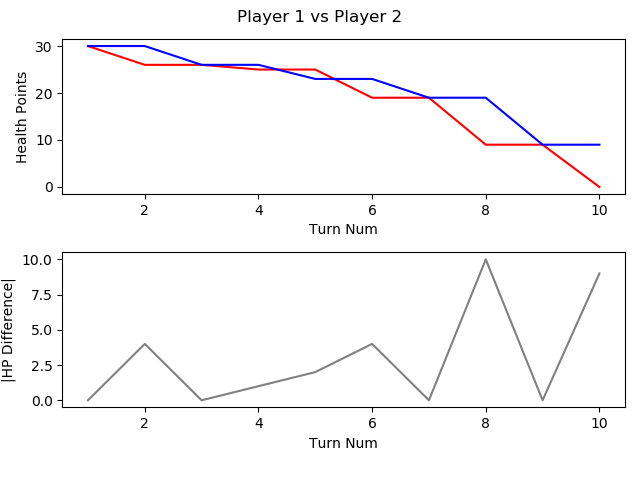 Player 1 vs Player 2
30
20
10
0
Health Points
2 4 6 8 10
Turn Num
10.0
7.5
5.0
2.5
0.0
|HP Difference|
2 4 6 8 10
Turn Num